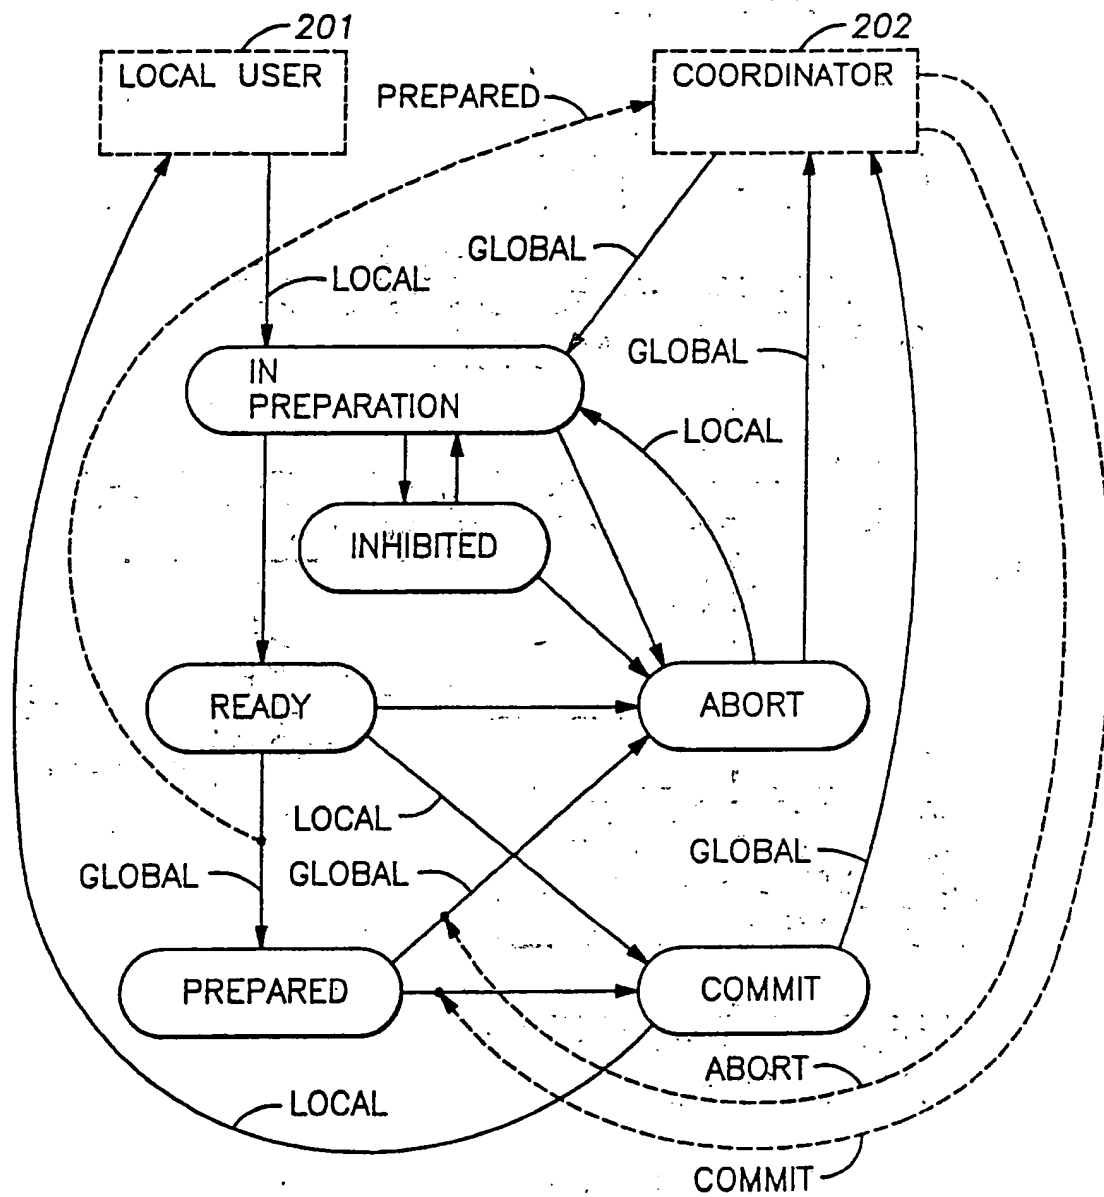 201
202
LOCAL USER
COORDINATOR
PREPARED
GLOBAL
LOCAL
GLOBAL
IN
PREPARATION
LOCAL
INHIBITED
READY
ABORT
LOCAL
GLOBAL
GLOBAL
GLOBAL
PREPARED
COMMIT
ABORT
LOCAL
COMMIT